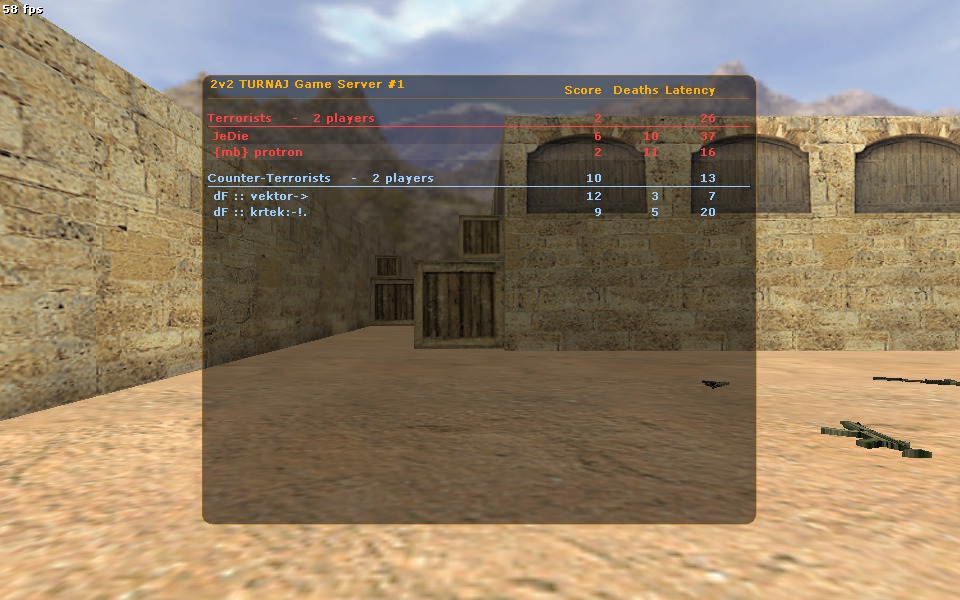 58 fps
2v2 TURNAJ Game Server #1 Score Deaths Latency
Terrorists - 2 players 2 26
JeDie 6 10 37
{mb} protron 2 11 16
Counter-Terrorists - 2 players 10 13
dF :: vektor-> 12 3 7
dF :: krtek:-!. 9 5 20